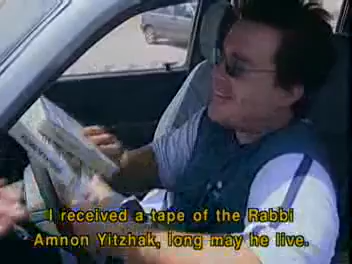 I received a tape of the Rabbi
Amnon Yitzhak, long may he live.